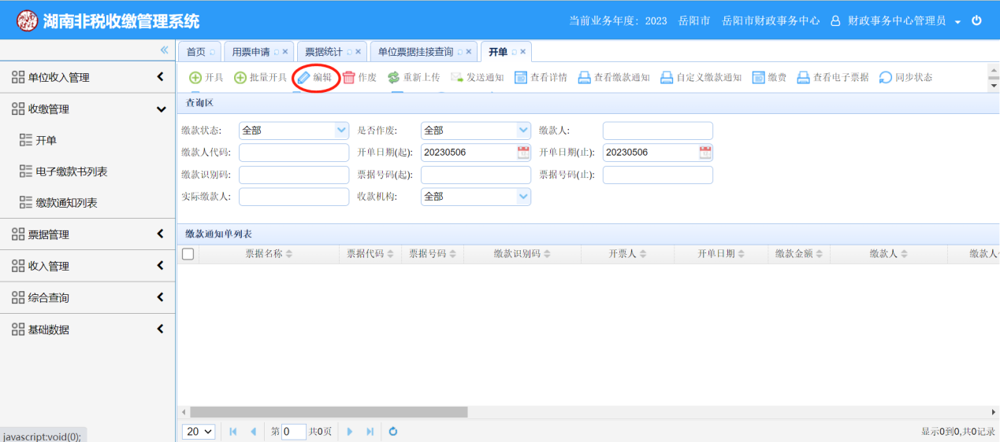 湖南非税收缴管理系统
当前业务年度：2023 岳阳市 岳阳市财政事务中心 财政事务中心管理员
首页 用票申请 票据统计 单位票据挂接查询 开单
开具 批量开具 编辑 作废 重新上传 发送通知 查看详情 查看缴款通知 自定义缴款通知 缴费 查看电子票据 同步状态
单位收入管理
收缴管理
开单
电子缴款书列表
缴款通知列表
票据管理
收入管理
综合查询
基础数据
查询区
缴款状态: 全部 是否作废: 全部 缴款人:
缴款人代码: 开单日期(起): 20230506 开单日期(止): 20230506
缴款识别码: 票据号码(起): 票据号码(止):
实际缴款人: 收款机构: 全部
缴款通知单列表
票据名称 票据代码 票据号码 缴款识别码 开票人 开单日期 缴款金额 缴款人 缴款人
20 第 0 共0页 显示0到0,共0记录
javascript:void(0);